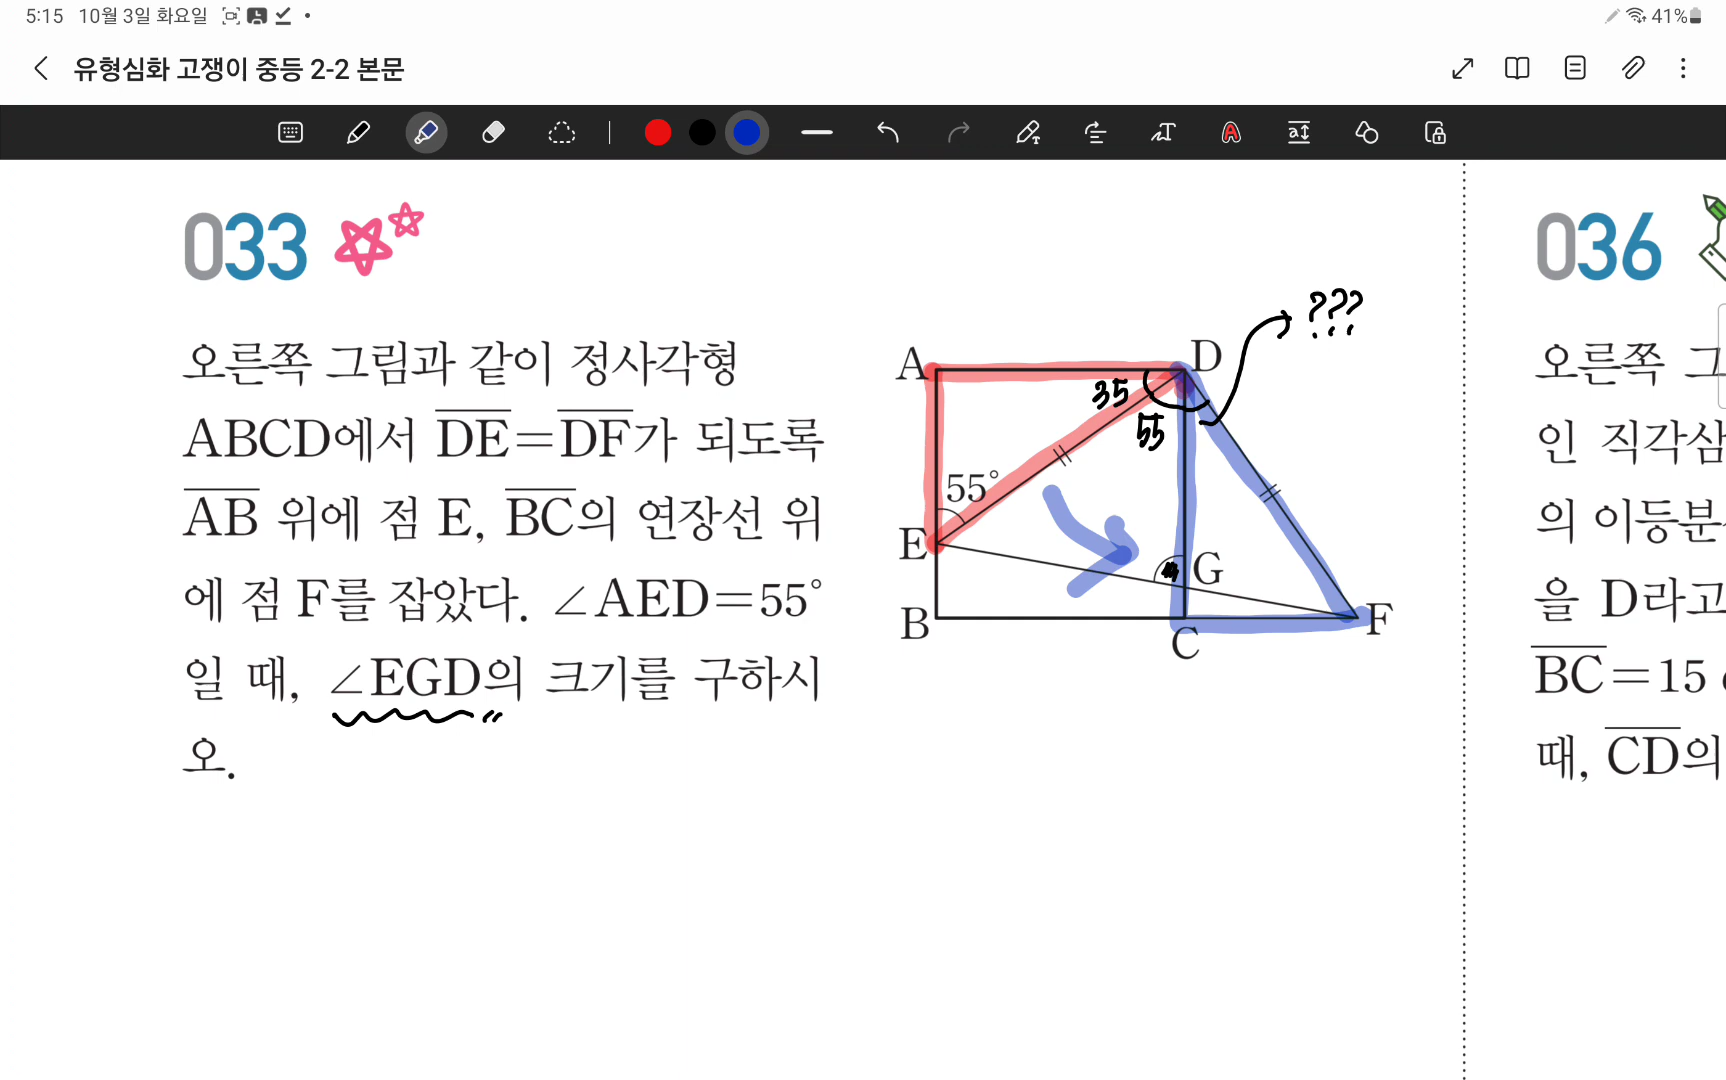 5:15 10월 3일 화요일
41%
유형심화 고쟁이 중등 2-2 본문
033
오른쪽 그림과 같이 정사각형
ABCD에서 DE=DF가 되도록
AB 위에 점 E, BC의 연장선 위
에 점 F를 잡았다. ∠AED=55°
일 때, ∠EGD의 크기를 구하시
오.
???
A
D
35
55
55°
E
G
B
C
F
036
오른쪽 그
인 직각삼
의 이등분
을 D라고
BC=15
때, CD의